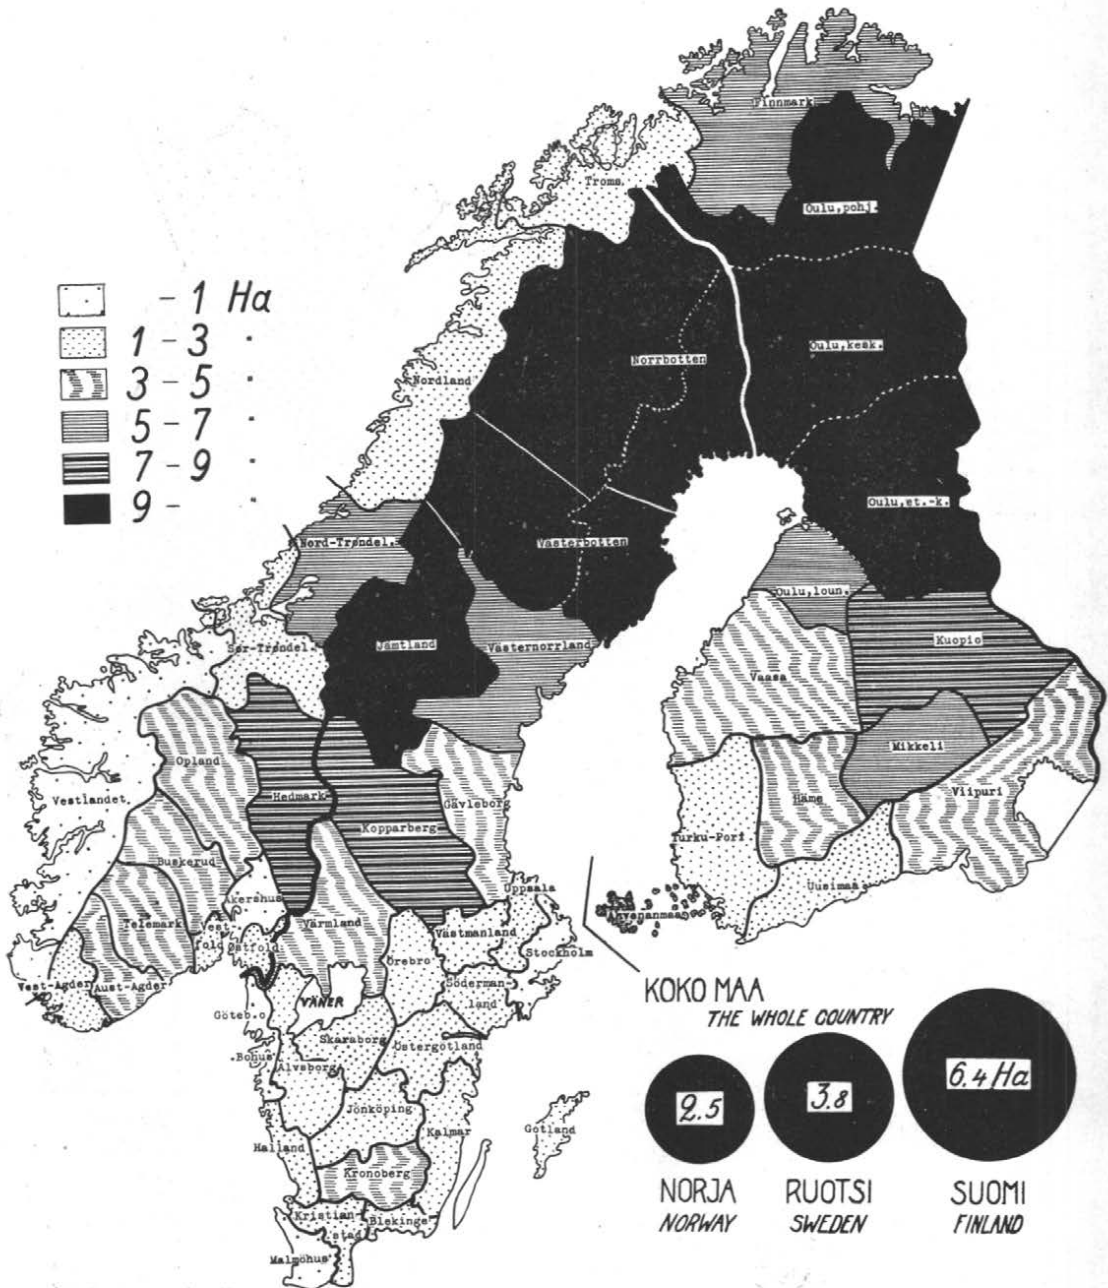 Finnmark
Troms.
Oulu, pohj.
- 1 Ha
1 - 3 "
3 - 5 "
5 - 7 "
7 - 9 "
9 - "
Norrbotten
Oulu, kesk.
Nordland
Oulu, et.-k.
Nord-Trøndel.
Västerbotten
Oulu, loun.
Sør-Trøndel.
Jämtland
Västernorrland
Kuopio
Vaasa
Mikkeli
Opland
Vestlandet
Hedmark
Gävleborg
Häme
Viipuri
Kopparberg
Turku-Pori
Buskerud
Uusimaa
Akershus
Uppsala
Ahvenanmaa
Telemark
Vest
fold
Østfold
Värmland
Västmanland
Örebro
Stockholm
Vest-Agder
Aust-Agder
Söderman-
land
VÄNER
Göteb.o
Bohus
Skaraborg
Östergötland
Älvsborg
Jönköping
Kalmar
Gotland
Halland
Kronoberg
Kristian-
stad
Blekinge
Malmöhus
KOKO MAA
THE WHOLE COUNTRY
2.5
3.8
6.4 Ha
NORJA
RUOTSI
SUOMI
NORWAY
SWEDEN
FINLAND